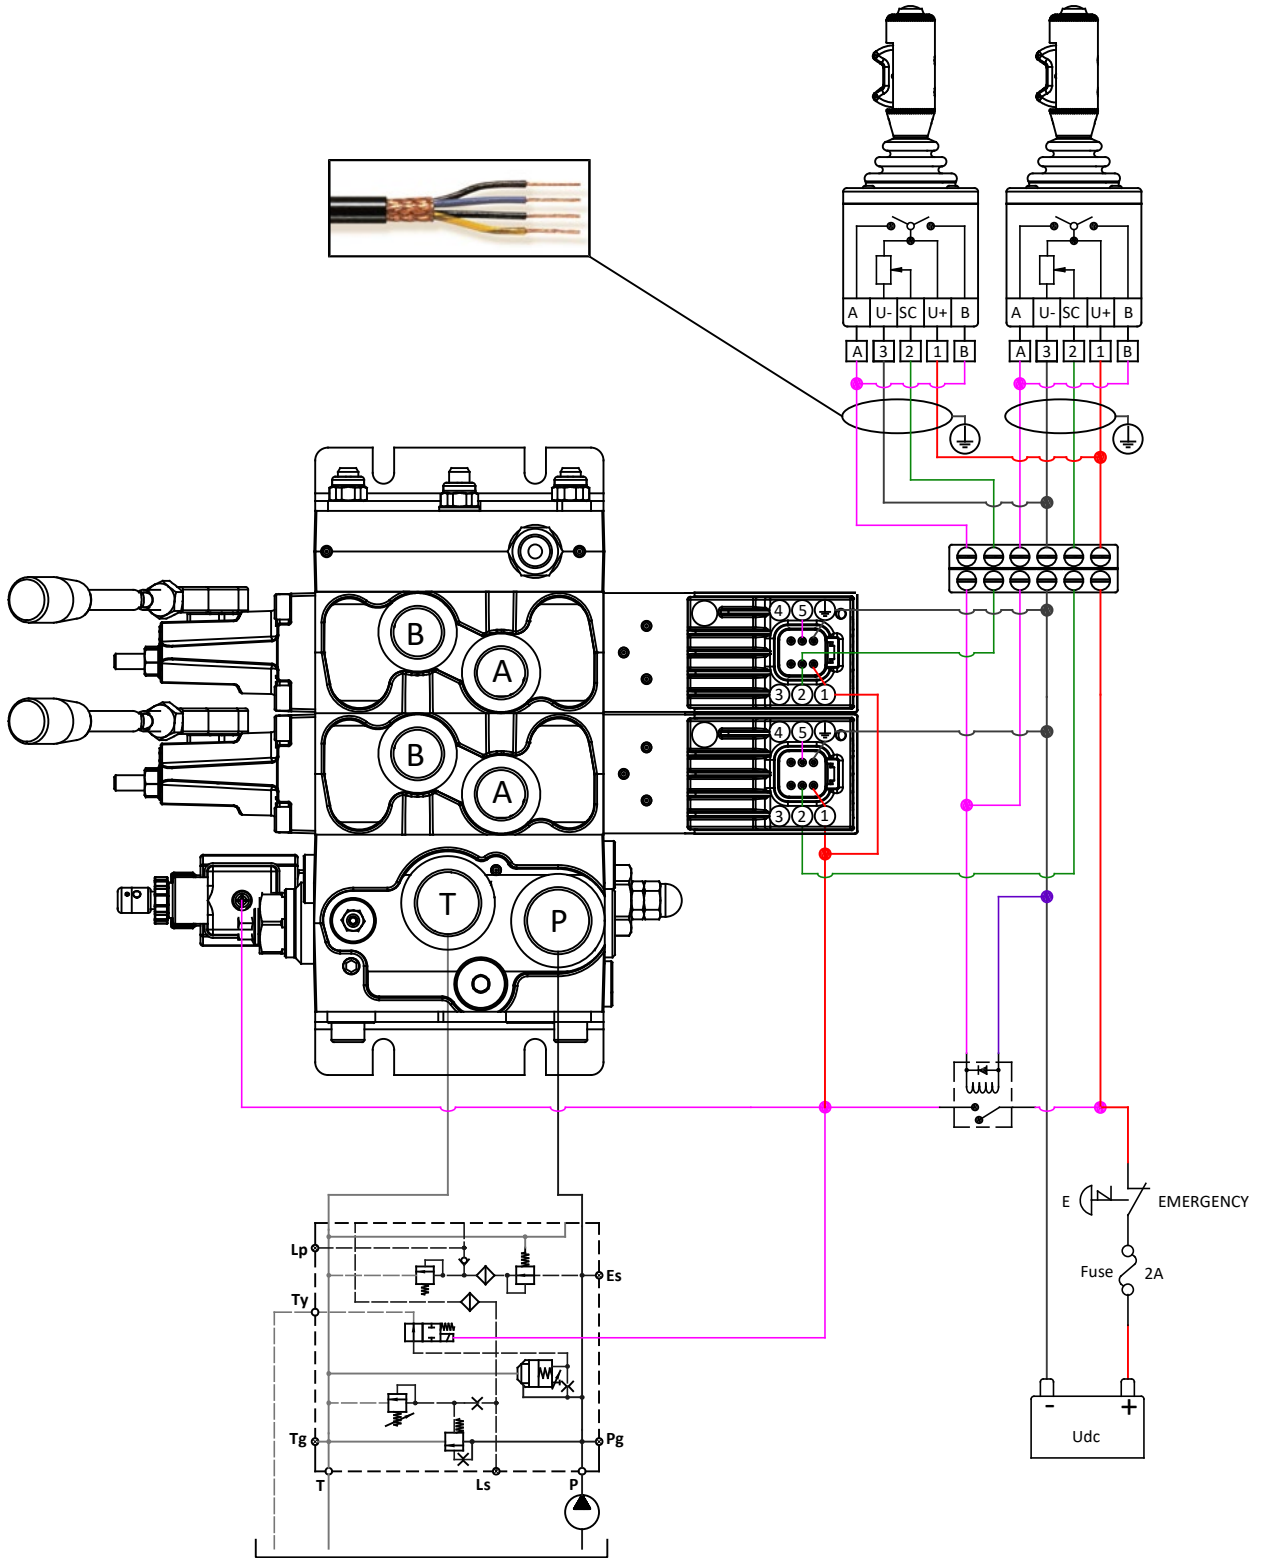 A U- SC U+ B A U- SC U+ B
A 3 2 1 B A 3 2 1 B
4 5
B
A
3 2 1
4 5
B
A
3 2 1
T P
E EMERGENCY
Lp
Fuse 2A
Es
Ty
- +
Udc
Tg Pg
T Ls P